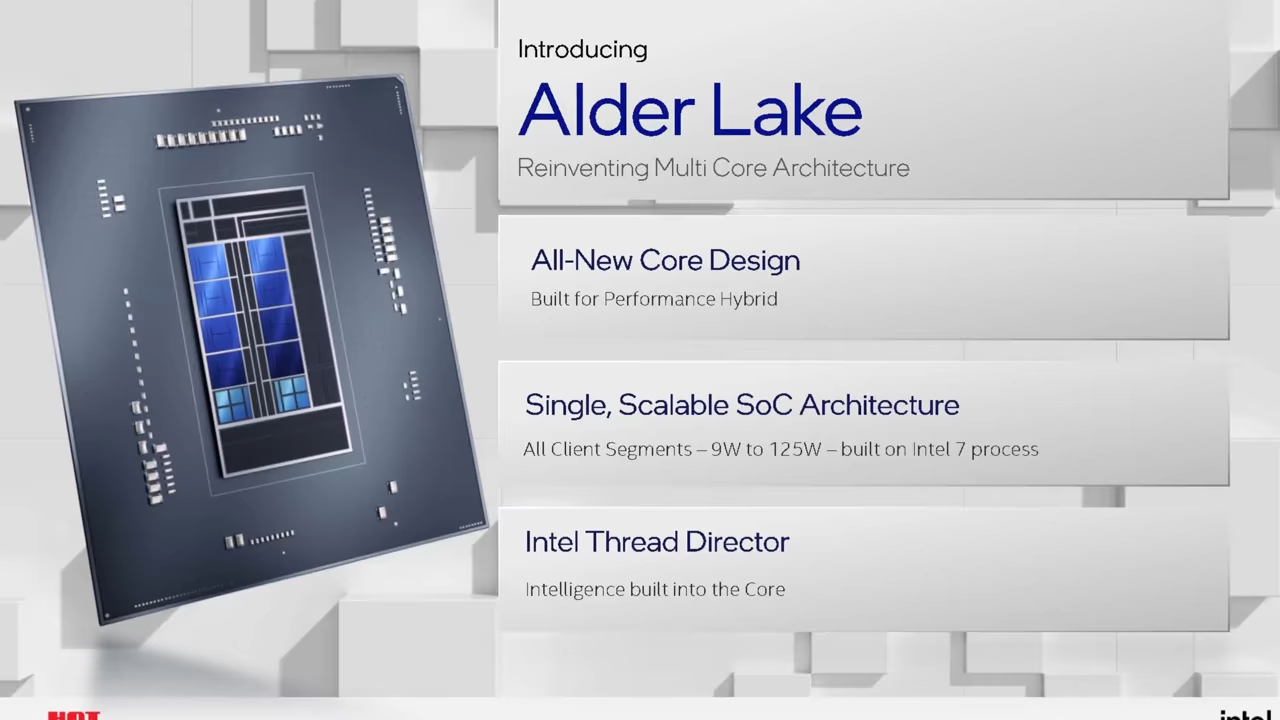 Introducing
Alder Lake
Reinventing Multi Core Architecture
All-New Core Design
Built for Performance Hybrid
Single, Scalable SoC Architecture
All Client Segments – 9W to 125W – built on Intel 7 process
Intel Thread Director
Intelligence built into the Core
HOT
intel